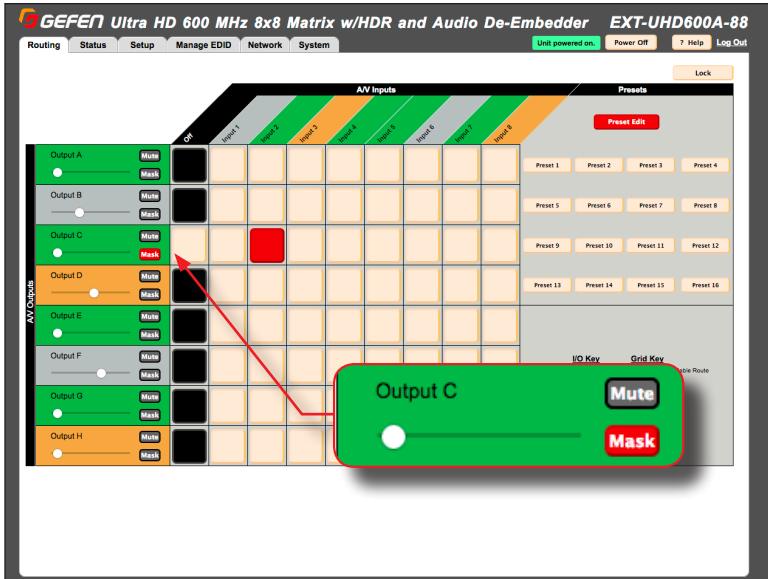 GEFEN Ultra HD 600 MHz 8x8 Matrix w/HDR and Audio De-Embedder EXT-UHD600A-88
Routing Status Setup Manage EDID Network System Unit powered on. Power Off ? Help Log Out
Lock
A/V Inputs Presets
Off Input 1 Input 2 Input 3 Input 4 Input 5 Input 6 Input 7 Input 8
Preset Edit
A/V Outputs
Output A Mute
Mask
Preset 1 Preset 2 Preset 3 Preset 4
Output B Mute
Mask
Preset 5 Preset 6 Preset 7 Preset 8
Output C Mute
Mask
Preset 9 Preset 10 Preset 11 Preset 12
Output D Mute
Mask
Preset 13 Preset 14 Preset 15 Preset 16
Output E Mute
Mask
Output F Mute
Mask
I/O Key Grid Key
Route
Output G Mute
Mask
Output H Mute
Mask
Output C Mute
Mask